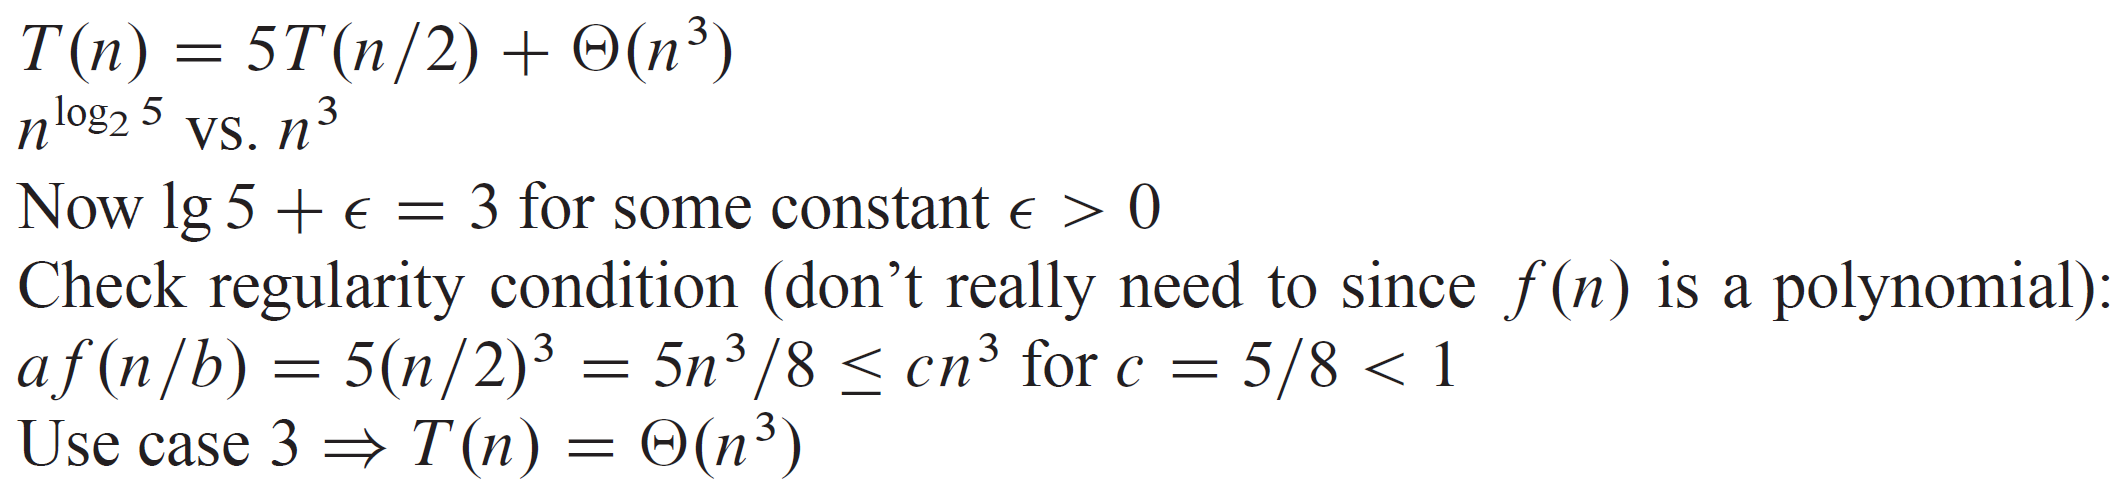 T(n) = 5T(n/2) + Θ(n³)
n^{log₂ 5} vs. n³
Now lg 5 + ϵ = 3 for some constant ϵ > 0
Check regularity condition (don’t really need to since f(n) is a polynomial):
af(n/b) = 5(n/2)³ = 5n³/8 ≤ cn³ for c = 5/8 < 1
Use case 3 ⇒ T(n) = Θ(n³)